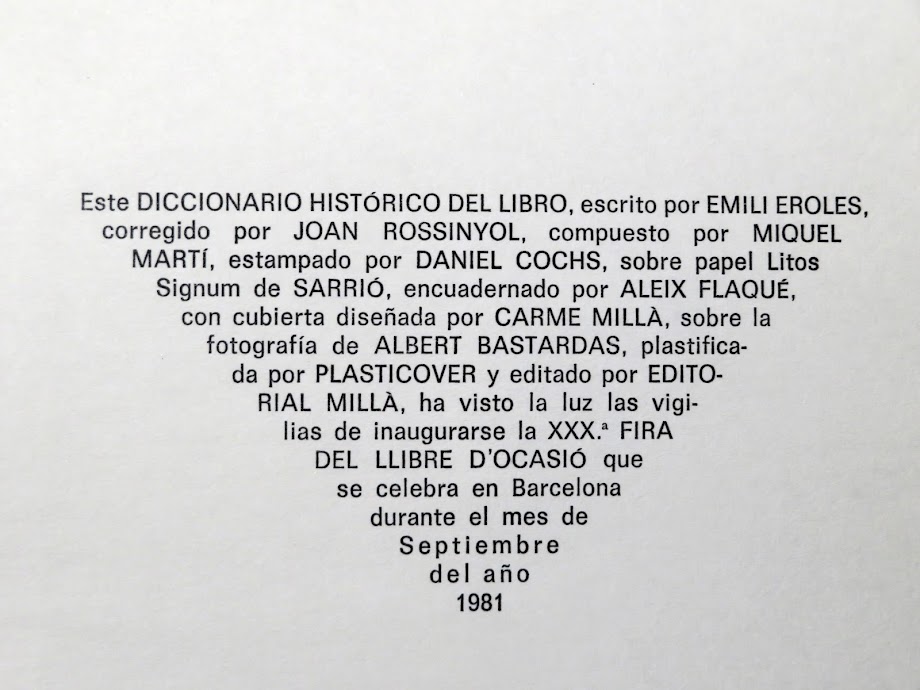 Este DICCIONARIO HISTÓRICO DEL LIBRO, escrito por EMILI EROLES,
corregido por JOAN ROSSINYOL, compuesto por MIQUEL
MARTÍ, estampado por DANIEL COCHS, sobre papel Litos
Signum de SARRIÓ, encuadernado por ALEIX FLAQUÉ,
con cubierta diseñada por CARME MILLÀ, sobre la
fotografía de ALBERT BASTARDAS, plastifica-
da por PLASTICOVER y editado por EDITO-
RIAL MILLÀ, ha visto la luz las vigi-
lias de inaugurarse la XXX.ª FIRA
DEL LLIBRE D'OCASIÓ que
se celebra en Barcelona
durante el mes de
Septiembre
del año
1981